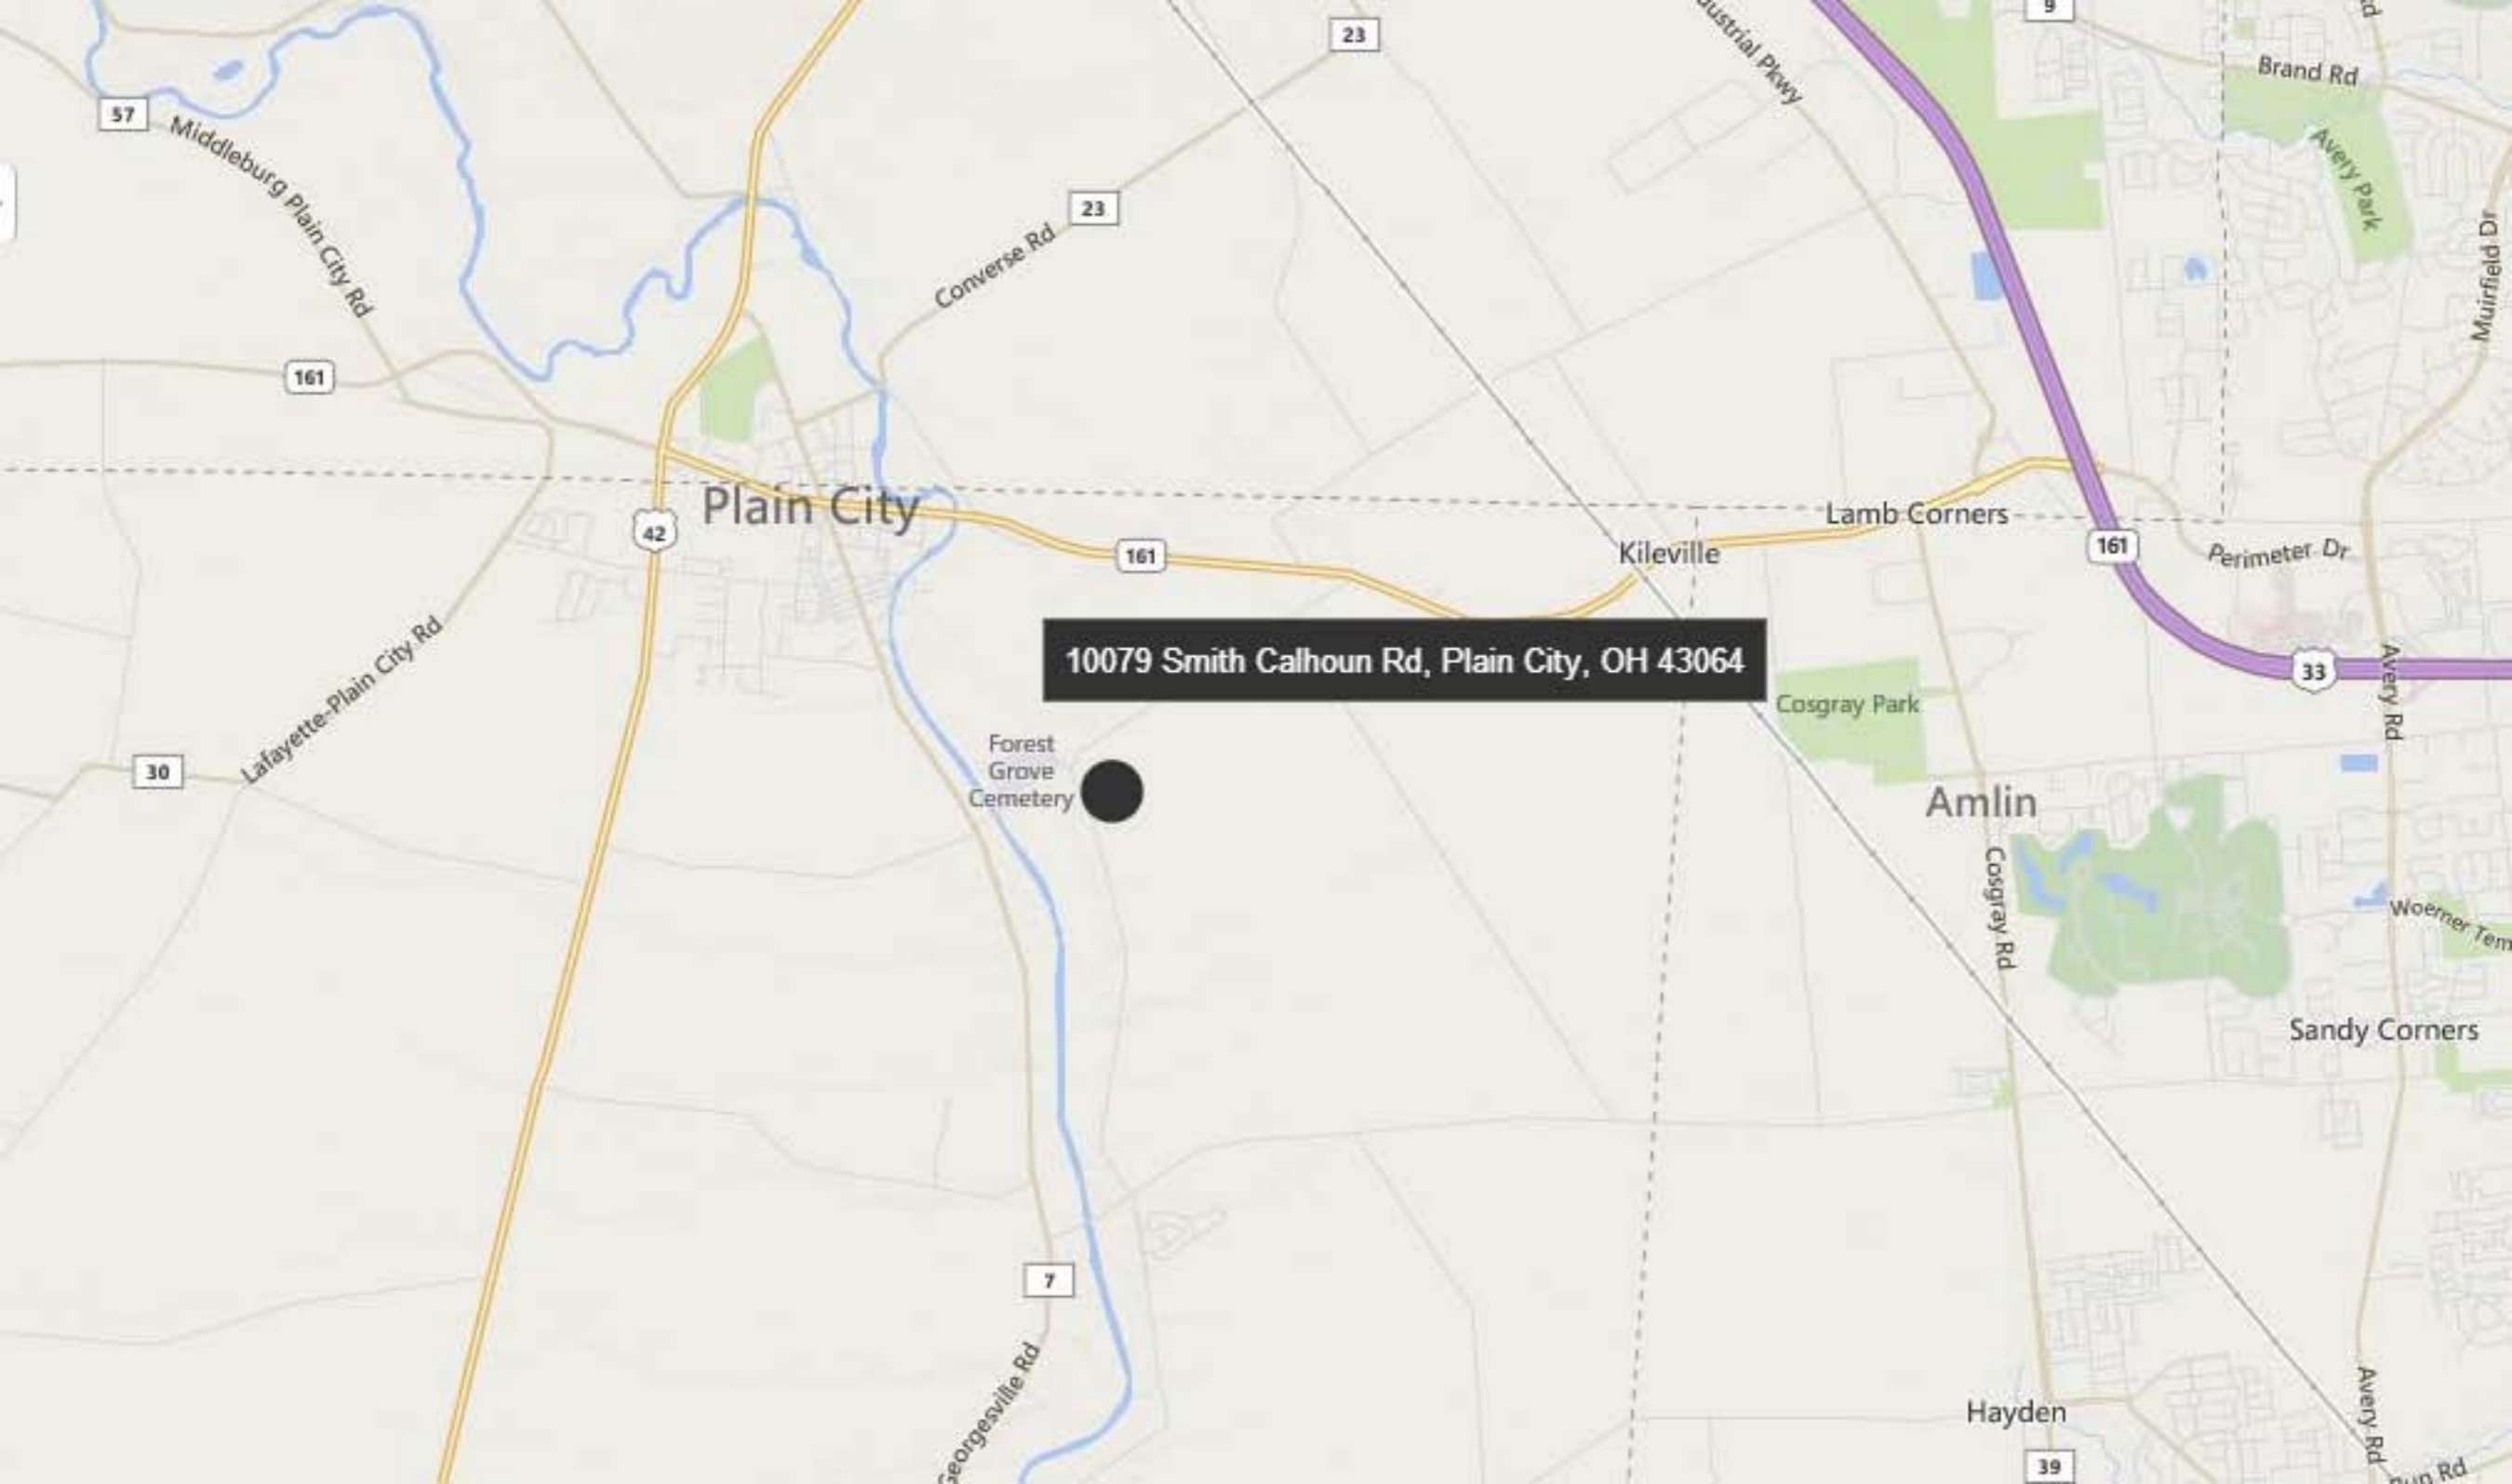 9
23
Brand Rd
57
Middleburg Plain City Rd
Avery Park
23
Converse Rd
Muirfield Dr
161
Plain City
42
161
Kileville
Lamb Corners
161
Perimeter Dr
10079 Smith Calhoun Rd, Plain City, OH 43064
33
Avery Rd
Cosgray Park
Lafayette-Plain City Rd
30
Forest
Grove
Cemetery
Amlin
Cosgray Rd
Woerner Tem
Sandy Corners
7
Georgesville Rd
Hayden
Avery Rd
39
Run Rd